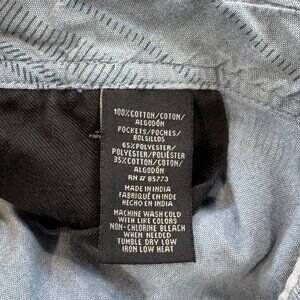 100% COTTON/COTON/
ALGODÓN
POCKETS/POCHES/
BOLSILLOS
65% POLYESTER/
POLYESTER/POLIÉSTER
35% COTTON/COTON/
ALGODÓN
RN # 85773
MADE IN INDIA
FABRIQUÉ EN INDE
HECHO EN INDIA
MACHINE WASH COLD
WITH LIKE COLORS
NON-CHLORINE BLEACH
WHEN NEEDED
TUMBLE DRY LOW
IRON LOW HEAT